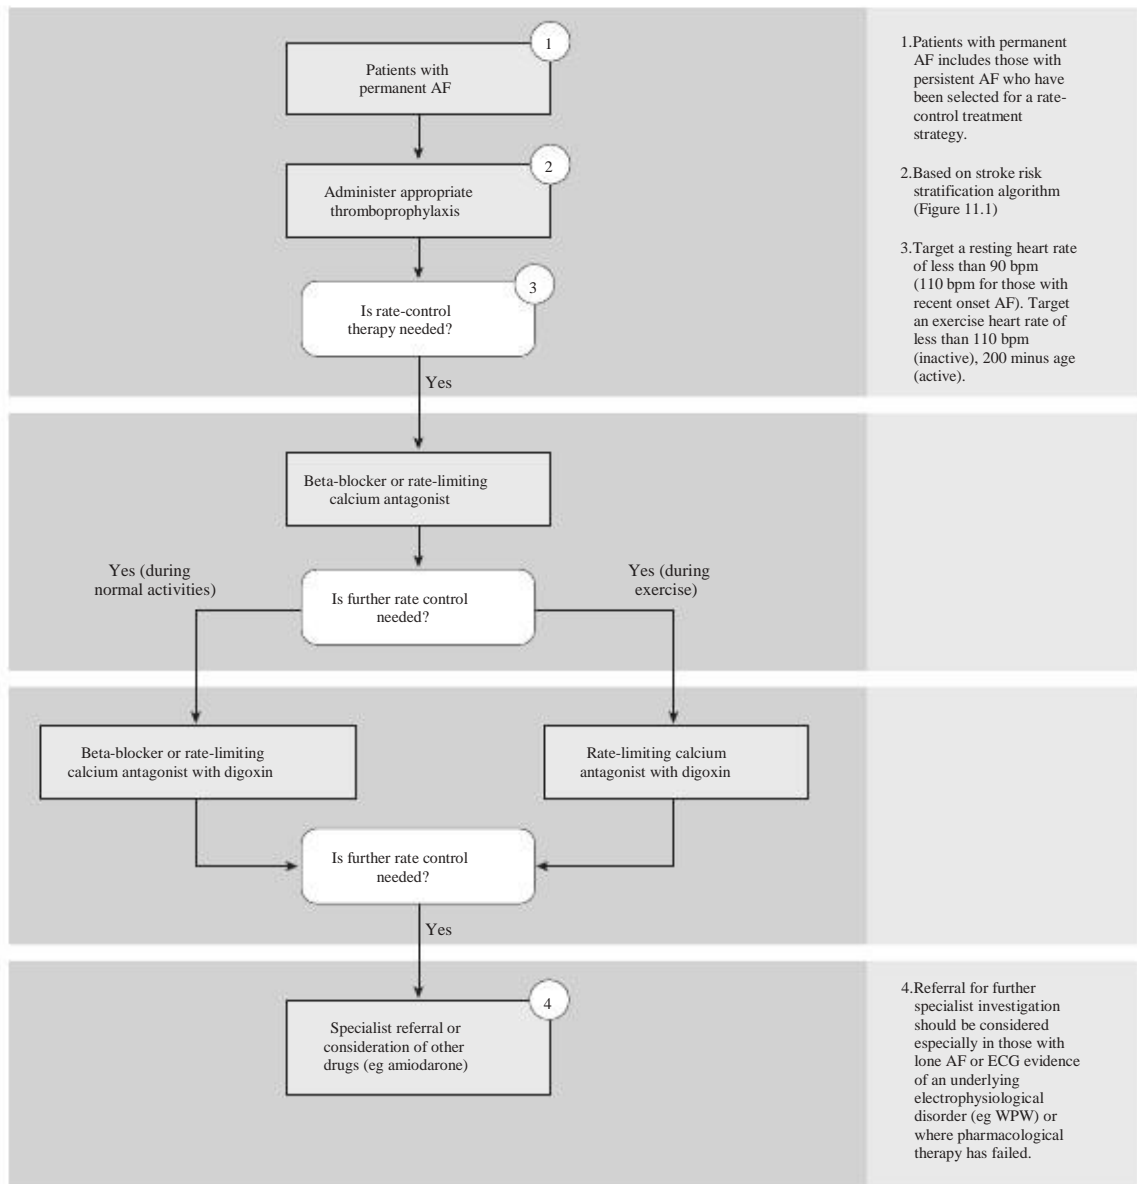 1
Patients with
permanent AF
2
Administer appropriate
thromboprophylaxis
3
Is rate-control
therapy needed?
Yes
1.Patients with permanent
AF includes those with
persistent AF who have
been selected for a rate-
control treatment
strategy.
2.Based on stroke risk
stratification algorithm
(Figure 11.1)
3.Target a resting heart rate
of less than 90 bpm
(110 bpm for those with
recent onset AF). Target
an exercise heart rate of
less than 110 bpm
(inactive), 200 minus age
(active).
Beta-blocker or rate-limiting
calcium antagonist
Yes (during
normal activities)
Is further rate control
needed?
Yes (during
exercise)
Beta-blocker or rate-limiting
calcium antagonist with digoxin
Rate-limiting calcium
antagonist with digoxin
Is further rate control
needed?
Yes
4
Specialist referral or
consideration of other
drugs (eg amiodarone)
4.Referral for further
specialist investigation
should be considered
especially in those with
lone AF or ECG evidence
of an underlying
electrophysiological
disorder (eg WPW) or
where pharmacological
therapy has failed.